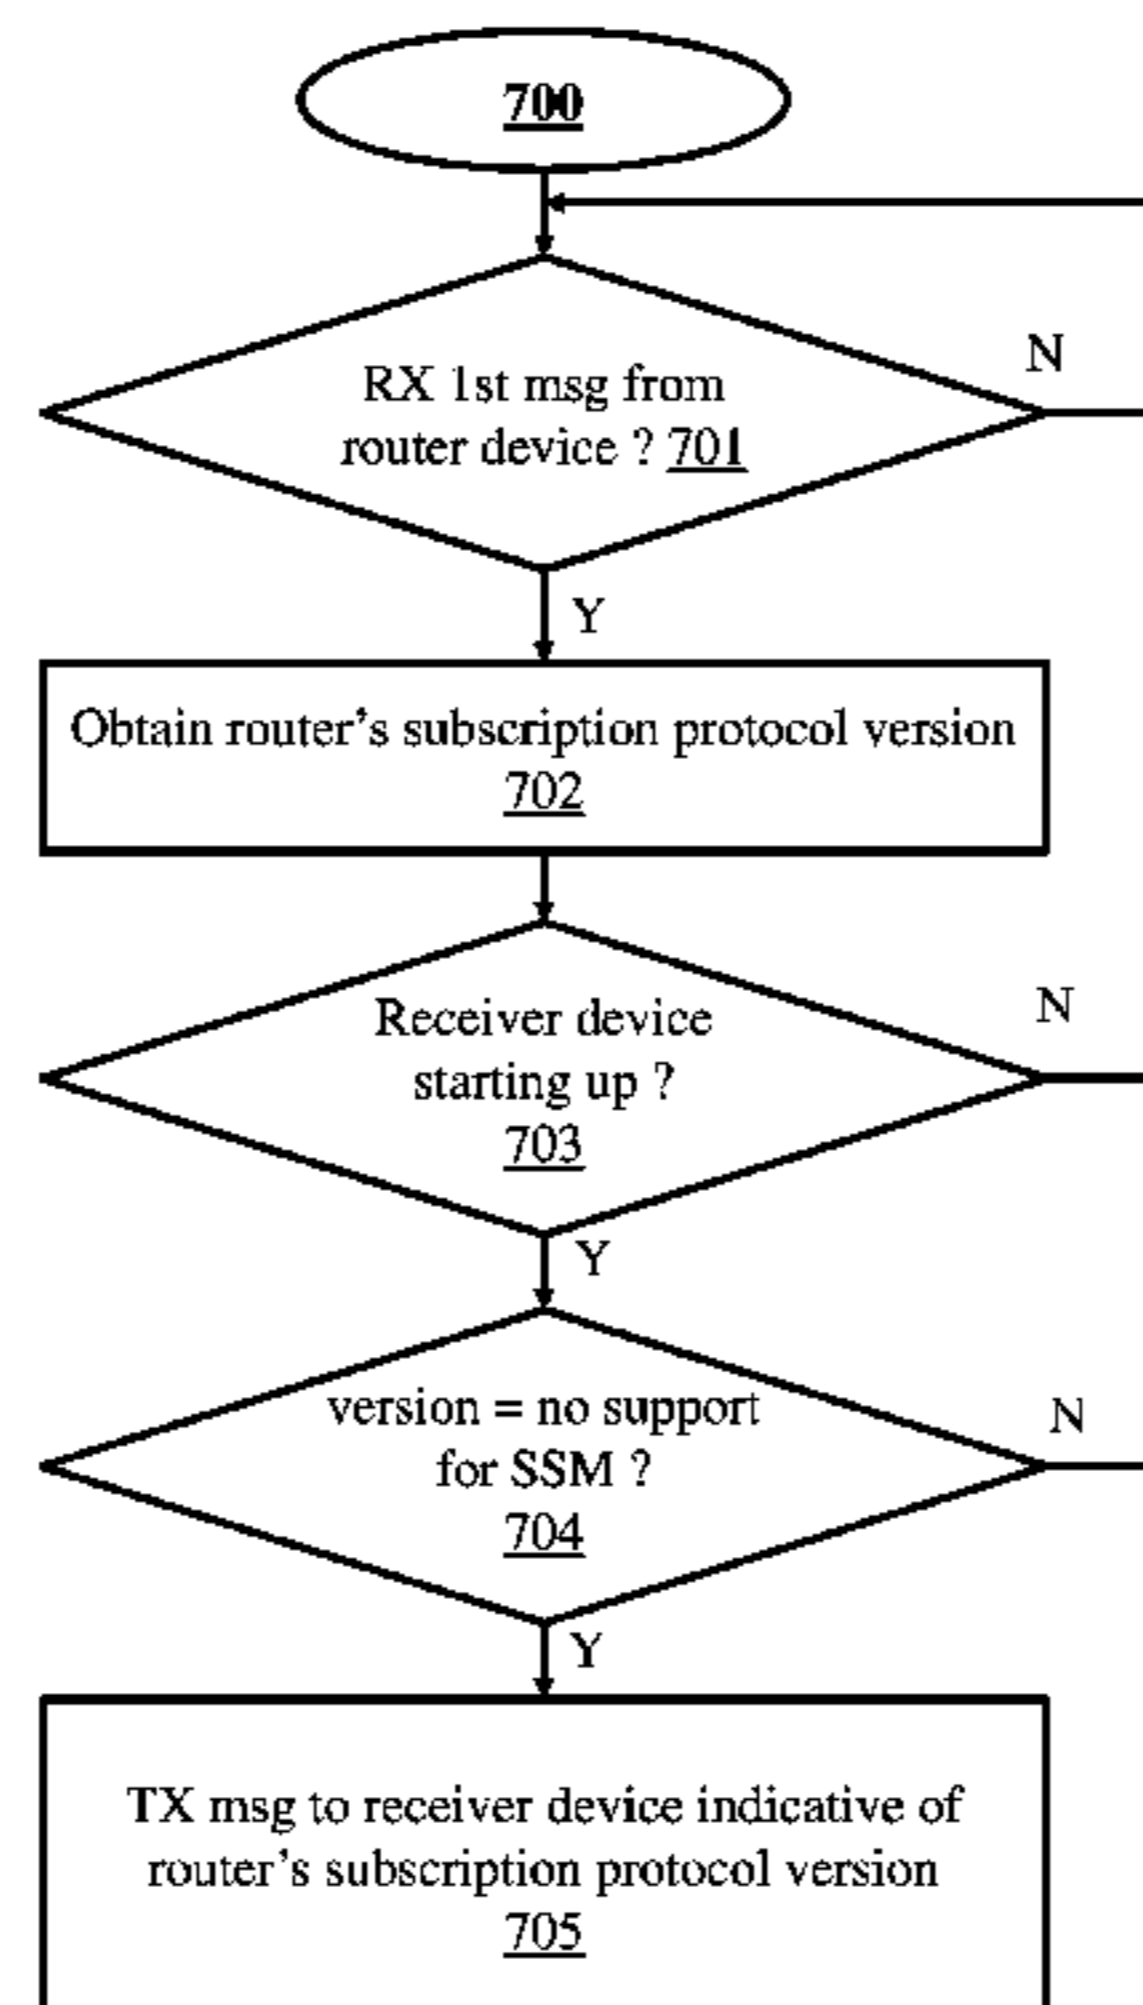 700
N
RX 1st msg from
router device ? 701
Y
Obtain router's subscription protocol version
702
N
Receiver device
starting up ?
703
Y
N
version = no support
for SSM ?
704
Y
TX msg to receiver device indicative of
router's subscription protocol version
705